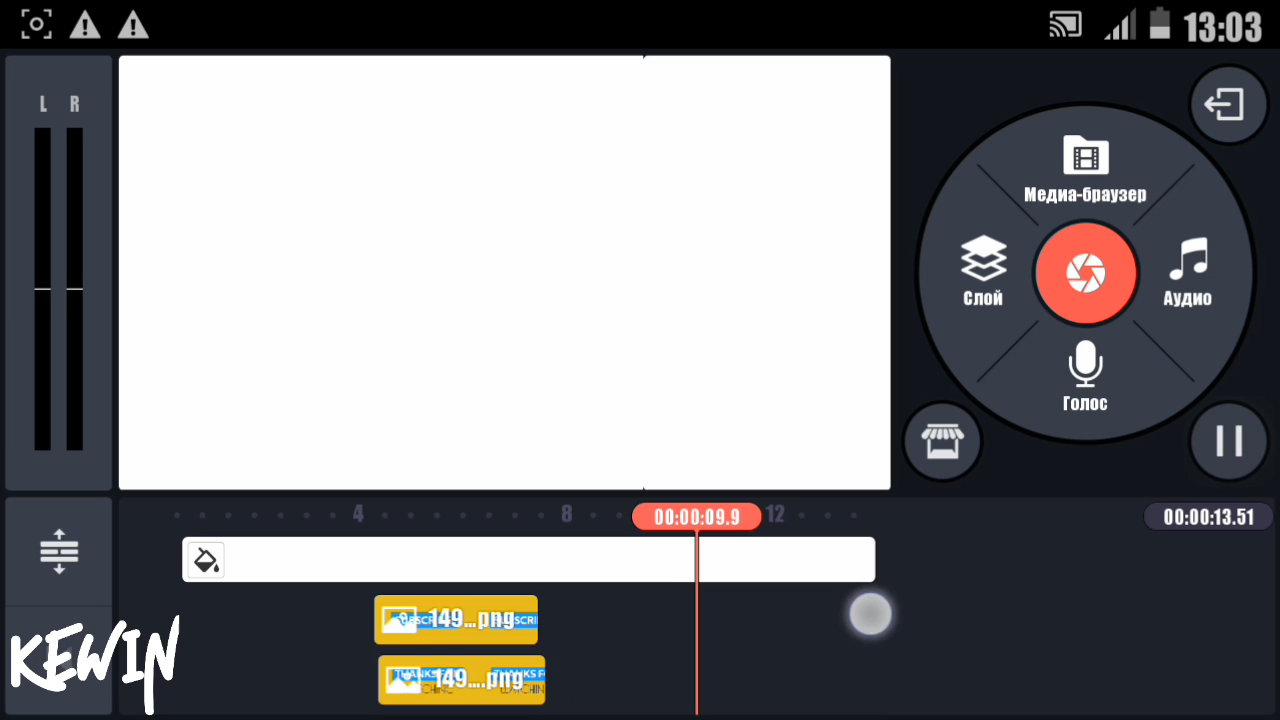 13:03
L R
Медиа-браузер
Слой
Аудио
Голос
4 8 00:00:09.9 12 00:00:13.51
149...png
149....png
THANKS F
KEWIN